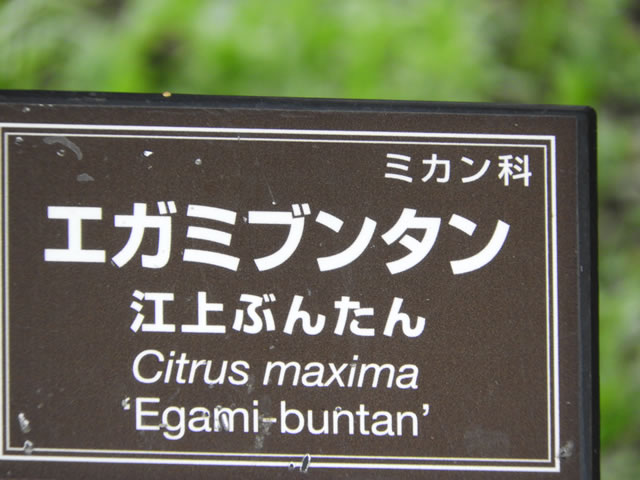 ミカン科
エガミブンタン
江上ぶんたん
Citrus maxima
‘Egami-buntan’